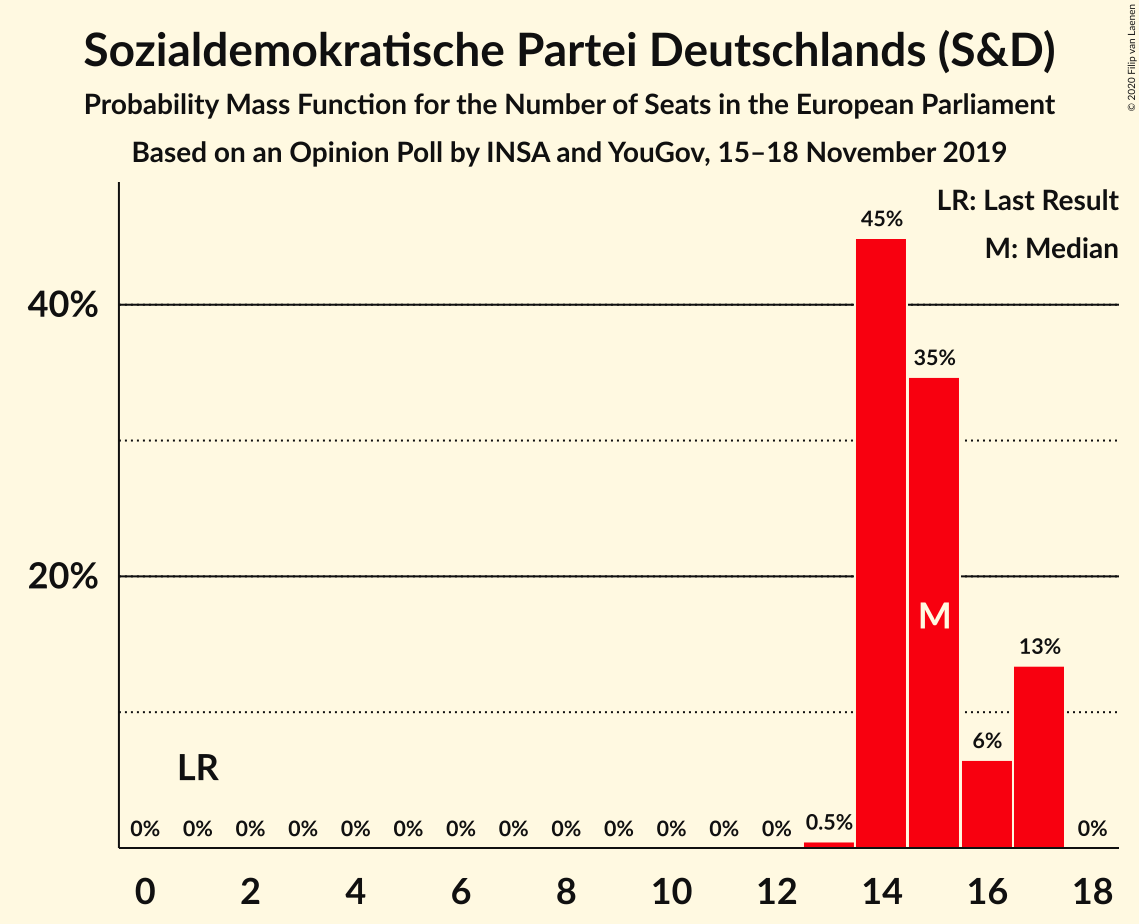 Sozialdemokratische Partei Deutschlands (S&D)
Probability Mass Function for the Number of Seats in the European Parliament
Based on an Opinion Poll by INSA and YouGov, 15–18 November 2019
© 2020 Filip van Laenen
LR: Last Result
M: Median
45%
40%
35%
20%
M
13%
6%
LR
0% 0% 0% 0% 0% 0% 0% 0% 0% 0% 0% 0% 0% 0.5% 0%
0 2 4 6 8 10 12 14 16 18